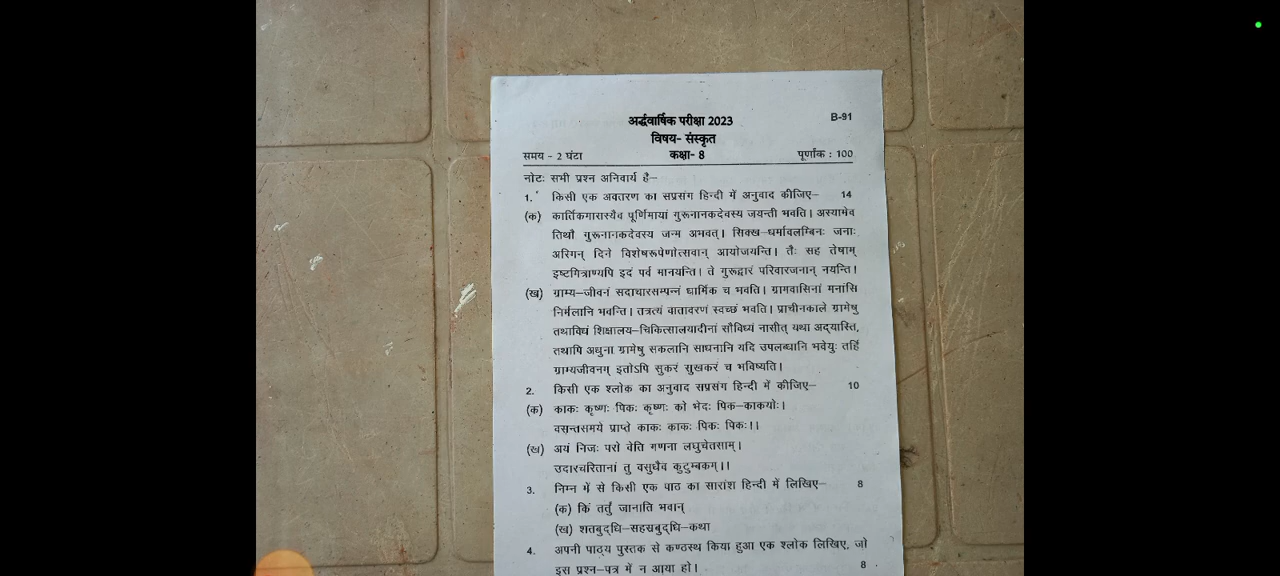 अर्द्धवार्षिक परीक्षा 2023
B-91
विषय- संस्कृत
समय - 2 घंटा कक्षा- 8 पूर्णांक : 100
नोटः सभी प्रश्न अनिवार्य है–
1. किसी एक अवतरण का सप्रसंग हिन्दी में अनुवाद कीजिए– 14
(क) कार्तिकमासस्यैव पूर्णिमायां गुरूनानकदेवस्य जयन्ती भवति। अस्यामेव
तिथौ गुरूनानकदेवस्य जन्म अभवत्। सिक्ख–धर्मावलम्बिनः जनाः
अस्मिन् दिने विशेषरूपेणोत्सवान् आयोजयन्ति। तैः सह तेषाम्
इष्टमित्राण्यपि इदं पर्व मानयन्ति। ते गुरूद्वारं परिवारजनान् नयन्ति।
(ख) ग्राम्य–जीवनं सदाचारसम्पन्नं धार्मिकं च भवति। ग्रामवासिनां मनांसि
निर्मलानि भवन्ति। तत्रत्यं वातावरणं स्वच्छं भवति। प्राचीनकाले ग्रामेषु
तथाविधं शिक्षालय–चिकित्सालयादीनां सौविध्यं नासीत् यथा अद्यास्ति,
तथापि अधुना ग्रामेषु सकलानि साधनानि यदि उपलब्धानि भवेयुः तर्हि
ग्राम्यजीवनम् इतोऽपि सुकरं सुखकरं च भविष्यति।
2. किसी एक श्लोक का अनुवाद सप्रसंग हिन्दी में कीजिए– 10
(क) काकः कृष्णः पिकः कृष्णः को भेदः पिक–काकयोः।
वसन्तसमये प्राप्ते काकः काकः पिकः पिकः।।
(ख) अयं निजः परो वेति गणना लघुचेतसाम्।
उदारचरितानां तु वसुधैव कुटुम्बकम्।।
3. निम्न में से किसी एक पाठ का सारांश हिन्दी में लिखिए– 8
(क) किं तर्तुं जानाति भवान्
(ख) शतबुद्धि–सहस्रबुद्धि–कथा
4. अपनी पाठ्य पुस्तक से कण्ठस्थ किया हुआ एक श्लोक लिखिए, जो
इस प्रश्न–पत्र में न आया हो। 8